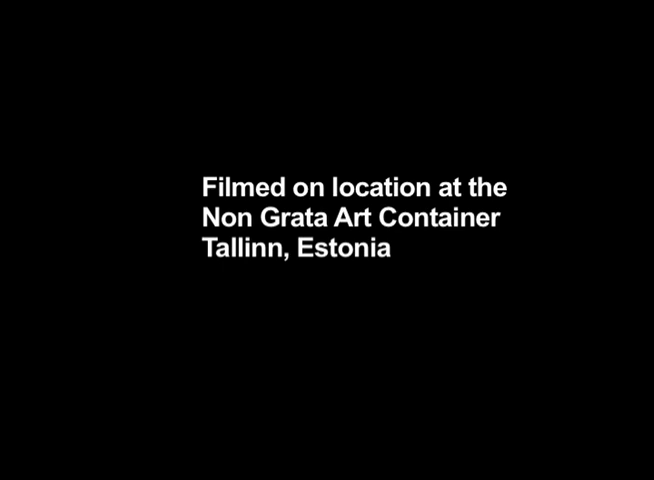 Filmed on location at the
Non Grata Art Container
Tallinn, Estonia